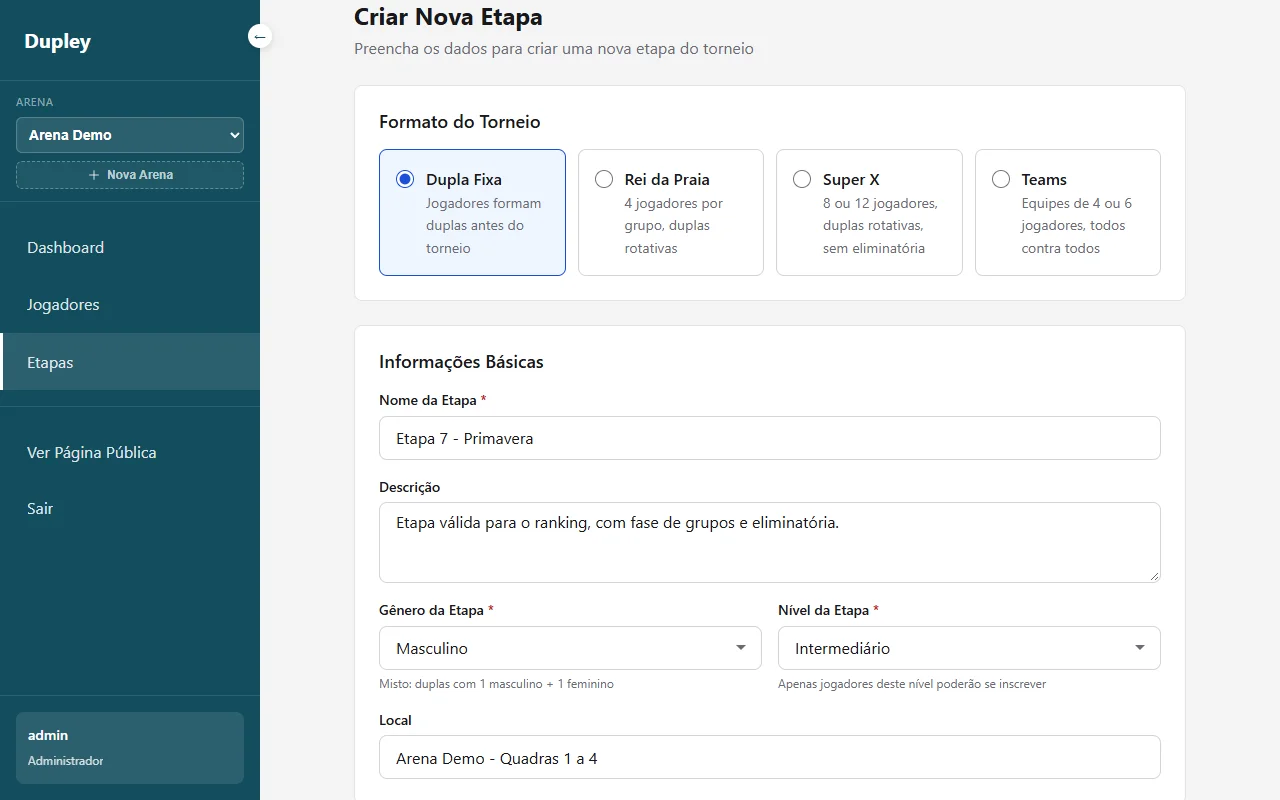 Dupley
←
ARENA
Arena Demo
+ Nova Arena
Dashboard
Jogadores
Etapas
Ver Página Pública
Sair
admin
Administrador
Criar Nova Etapa
Preencha os dados para criar uma nova etapa do torneio
Formato do Torneio
Dupla Fixa
Jogadores formam
duplas antes do
torneio
Rei da Praia
4 jogadores por
grupo, duplas
rotativas
Super X
8 ou 12 jogadores,
duplas rotativas,
sem eliminatória
Teams
Equipes de 4 ou 6
jogadores, todos
contra todos
Informações Básicas
Nome da Etapa *
Etapa 7 - Primavera
Descrição
Etapa válida para o ranking, com fase de grupos e eliminatória.
Gênero da Etapa *
Masculino
Misto: duplas com 1 masculino + 1 feminino
Nível da Etapa *
Intermediário
Apenas jogadores deste nível poderão se inscrever
Local
Arena Demo - Quadras 1 a 4